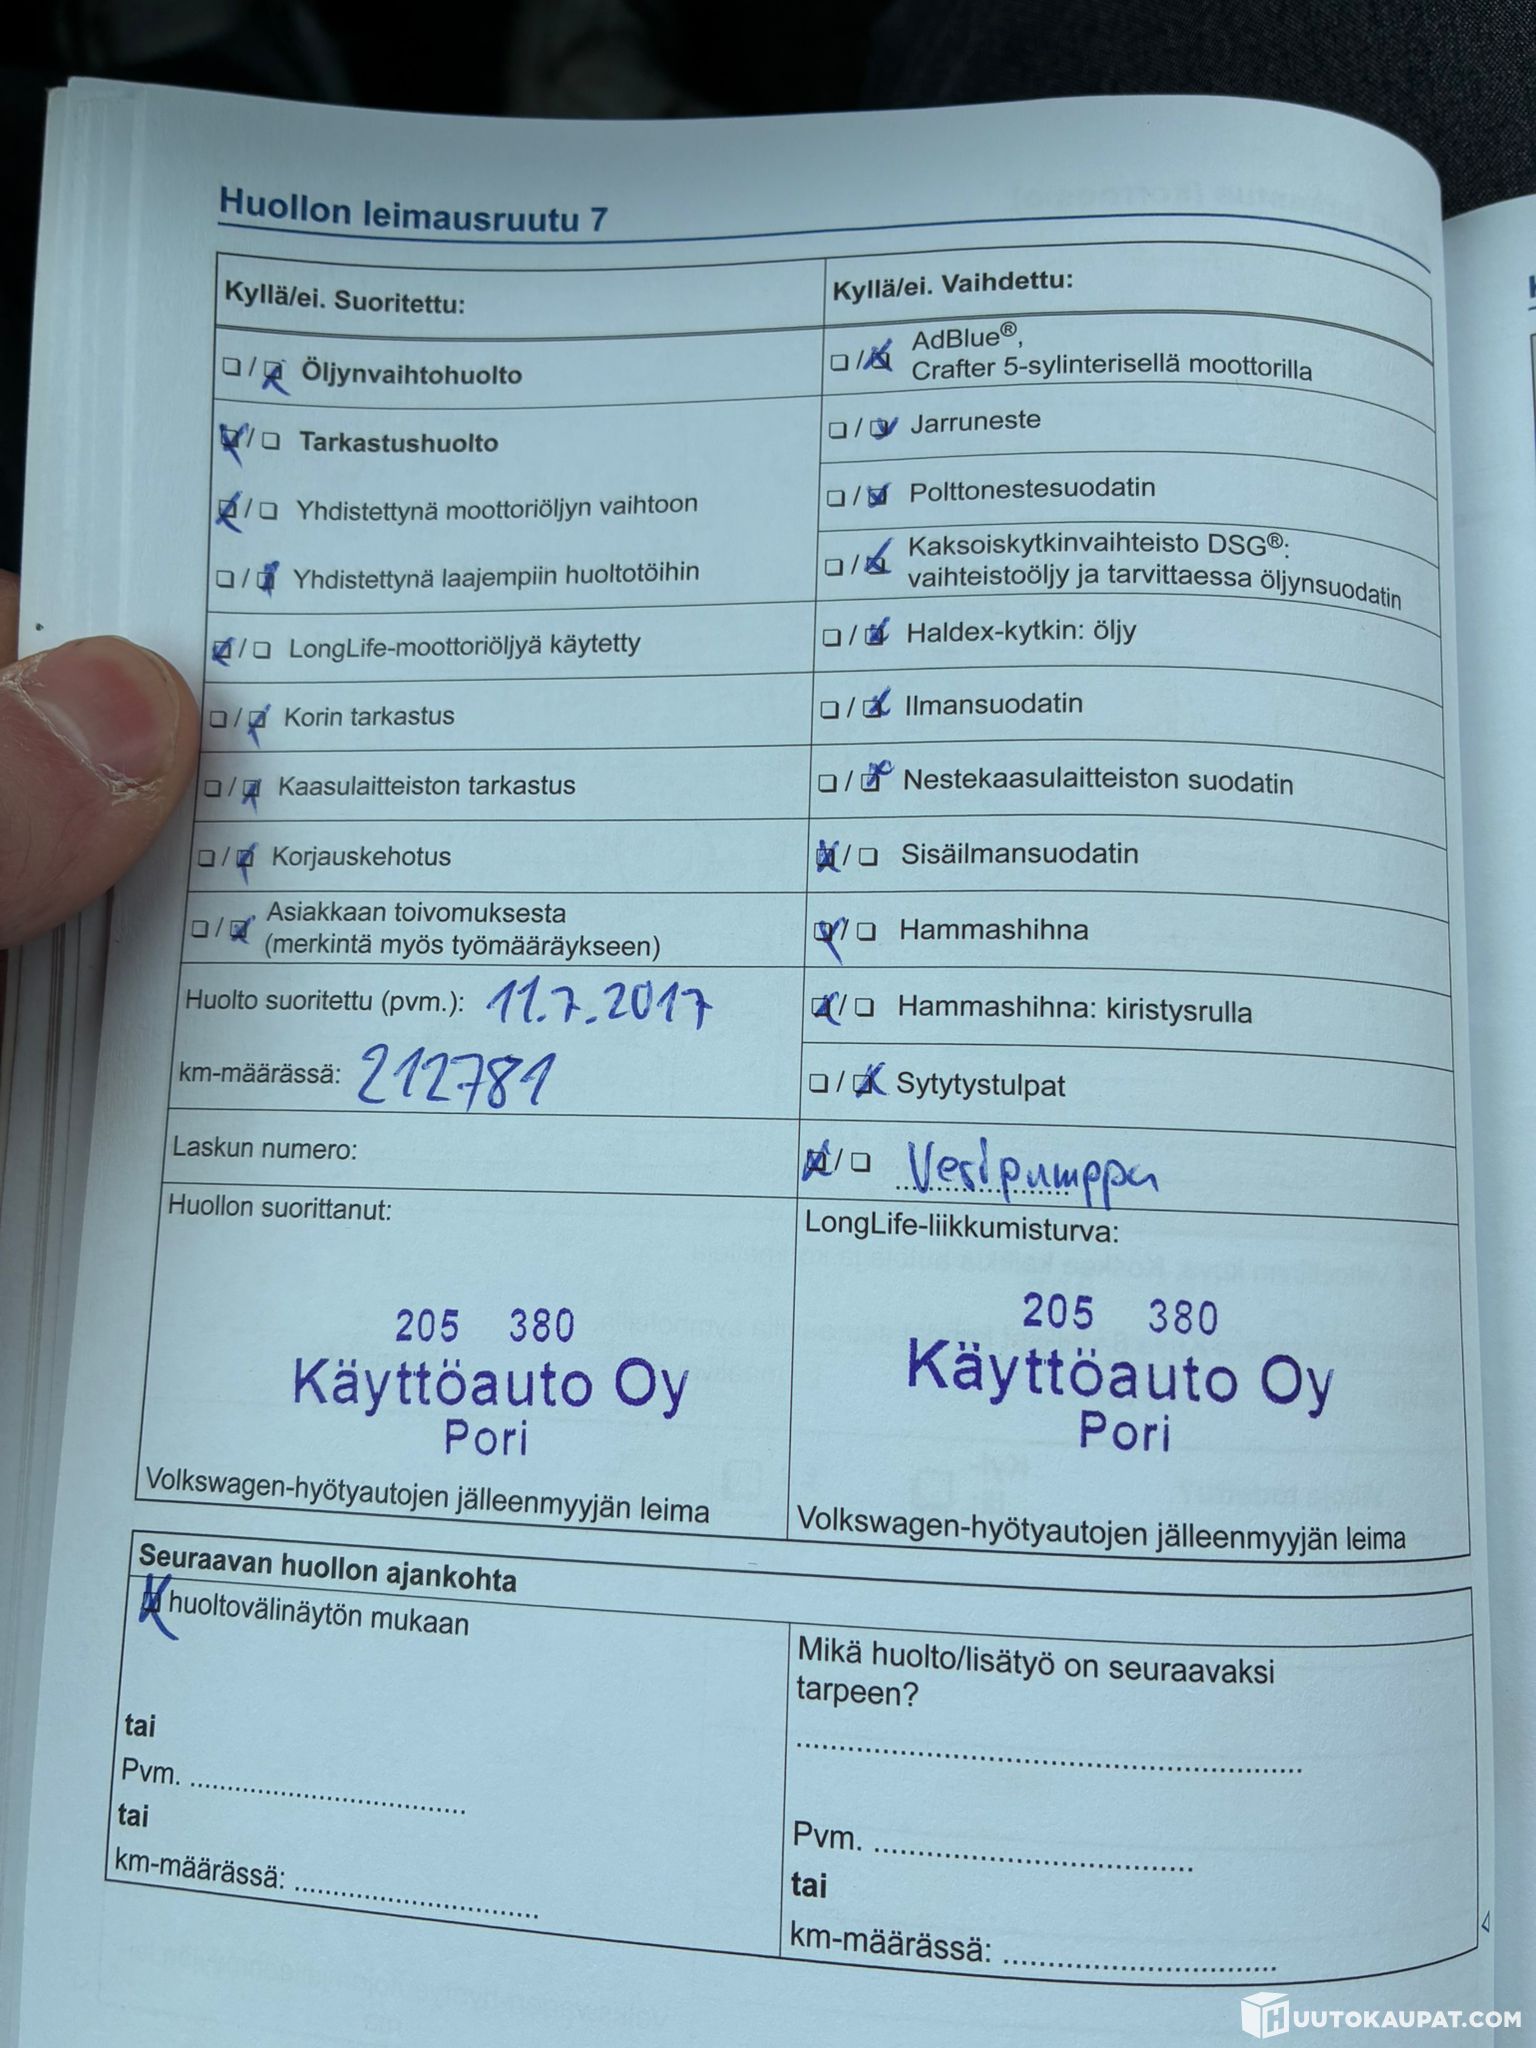 Huollon leimausruutu 7
Kyllä/ei. Suoritettu:
/ Öljynvaihtohuolto
/ Tarkastushuolto
/ Yhdistettynä moottoriöljyn vaihtoon
/ Yhdistettynä laajempiin huoltotöihin
/ LongLife-moottoriöljyä käytetty
/ Korin tarkastus
/ Kaasulaitteiston tarkastus
/ Korjauskehotus
/ Asiakkaan toivomuksesta
(merkintä myös työmääräykseen)
Huolto suoritettu (pvm.): 11.7.2017
km-määrässä: 212781
Laskun numero:
Huollon suorittanut:
205 380
Käyttöauto Oy
Pori
Volkswagen-hyötyautojen jälleenmyyjän leima
Kyllä/ei. Vaihdettu:
/ AdBlue®,
Crafter 5-sylinterisellä moottorilla
/ Jarruneste
/ Polttonestesuodatin
/ Kaksoiskytkinvaihteisto DSG®:
vaihteistoöljy ja tarvittaessa öljynsuodatin
/ Haldex-kytkin: öljy
/ Ilmansuodatin
/ Nestekaasulaitteiston suodatin
/ Sisäilmansuodatin
/ Hammashihna
/ Hammashihna: kiristysrulla
/ Sytytystulpat
/ Vesipumppa
LongLife-liikkumisturva:
205 380
Käyttöauto Oy
Pori
Volkswagen-hyötyautojen jälleenmyyjän leima
Seuraavan huollon ajankohta
huoltovälinäytön mukaan
tai
Pvm. ........................................
tai
km-määrässä: ...................................
Mikä huolto/lisätyö on seuraavaksi
tarpeen?
........................................................................
Pvm. ..............................................
tai
km-määrässä: .......................................
HUUTOKAUPAT.COM